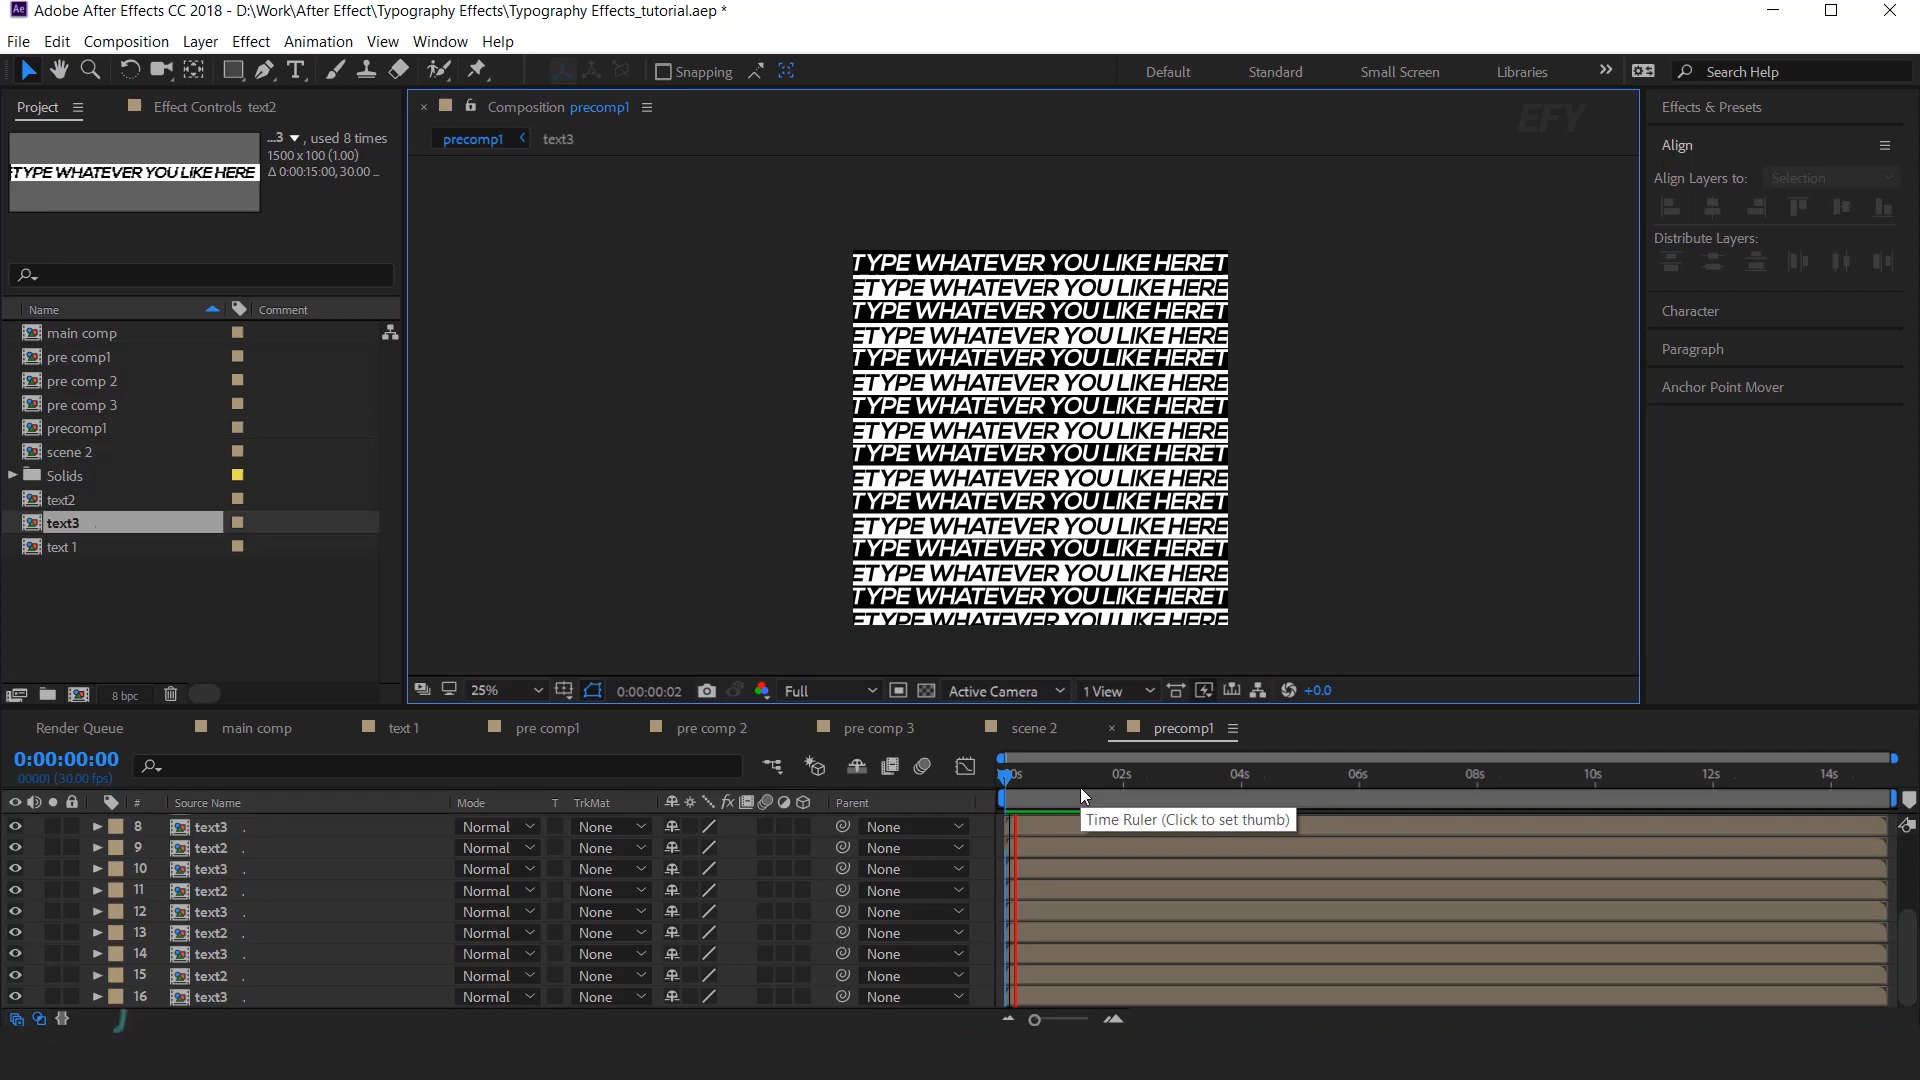 Adobe After Effects CC 2018 - D:\Work\After Effect\Typography Effects\Typography Effects_tutorial.aep *
File Edit Composition Layer Effect Animation View Window Help
Snapping Default Standard Small Screen Libraries Search Help
Project Effect Controls text2
...3 ▾ , used 8 times
1500 x 100 (1.00)
Δ 0:00:15:00, 30.00 ...
TYPE WHATEVER YOU LIKE HERE
Name Comment
main comp
pre comp1
pre comp 2
pre comp 3
precomp1
scene 2
Solids
text2
text3
text 1
8 bpc
Composition precomp1
EFY
precomp1 text3
TYPE WHATEVER YOU LIKE HERET
ETYPE WHATEVER YOU LIKE HERE
TYPE WHATEVER YOU LIKE HERET
ETYPE WHATEVER YOU LIKE HERE
TYPE WHATEVER YOU LIKE HERET
ETYPE WHATEVER YOU LIKE HERE
TYPE WHATEVER YOU LIKE HERET
ETYPE WHATEVER YOU LIKE HERE
TYPE WHATEVER YOU LIKE HERET
ETYPE WHATEVER YOU LIKE HERE
TYPE WHATEVER YOU LIKE HERET
ETYPE WHATEVER YOU LIKE HERE
TYPE WHATEVER YOU LIKE HERET
ETYPE WHATEVER YOU LIKE HERE
TYPE WHATEVER YOU LIKE HERET
ETYPE WHATEVER YOU LIKE HERE
25% 0:00:00:02 Full Active Camera 1 View +0.0
Effects & Presets
Align
Align Layers to: Selection
Distribute Layers:
Character
Paragraph
Anchor Point Mover
Render Queue main comp text 1 pre comp1 pre comp 2 pre comp 3 scene 2 precomp1
0:00:00:00
00001 (30.00 fps)
00s 02s 04s 06s 08s 10s 12s 14s
# Source Name Mode T TrkMat fx Parent
Time Ruler (Click to set thumb)
8 text3 . Normal None None
9 text2 . Normal None None
10 text3 . Normal None None
11 text2 . Normal None None
12 text3 . Normal None None
13 text2 . Normal None None
14 text3 . Normal None None
15 text2 . Normal None None
16 text3 . Normal None None